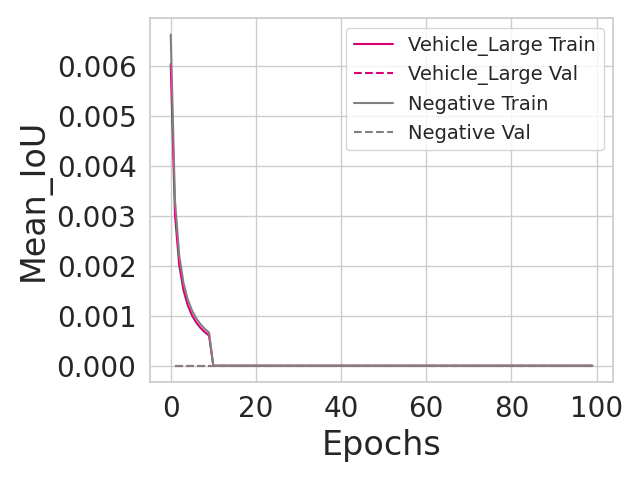 Vehicle_Large Train
Vehicle_Large Val
Negative Train
Negative Val
Mean_IoU
0.006
0.005
0.004
0.003
0.002
0.001
0.000
0 20 40 60 80 100
Epochs